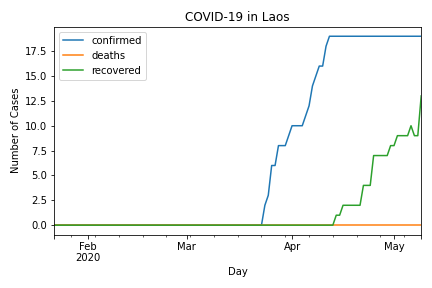 COVID-19 in Laos
confirmed
deaths
recovered
Number of Cases
17.5
15.0
12.5
10.0
7.5
5.0
2.5
0.0
Feb
2020
Mar
Apr
May
Day